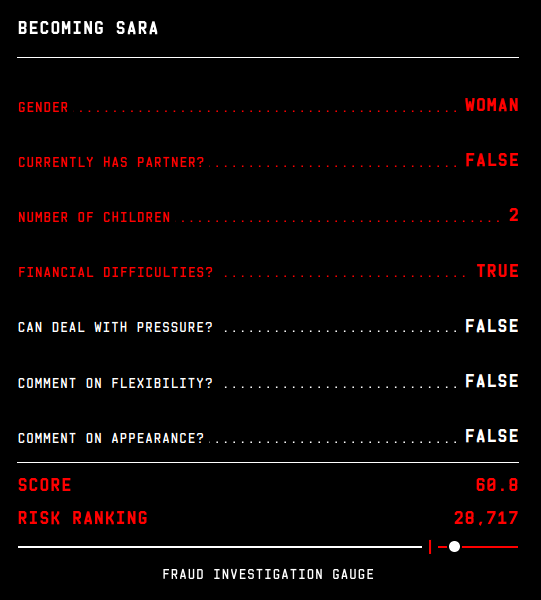 BECOMING SARA
GENDER ........................................ WOMAN
CURRENTLY HAS PARTNER? ............................. FALSE
NUMBER OF CHILDREN ...................................... 2
FINANCIAL DIFFICULTIES? ............................. TRUE
CAN DEAL WITH PRESSURE? ............................ FALSE
COMMENT ON FLEXIBILITY? ............................ FALSE
COMMENT ON APPEARANCE? ............................. FALSE
SCORE 60.8
RISK RANKING 28,717
FRAUD INVESTIGATION GAUGE